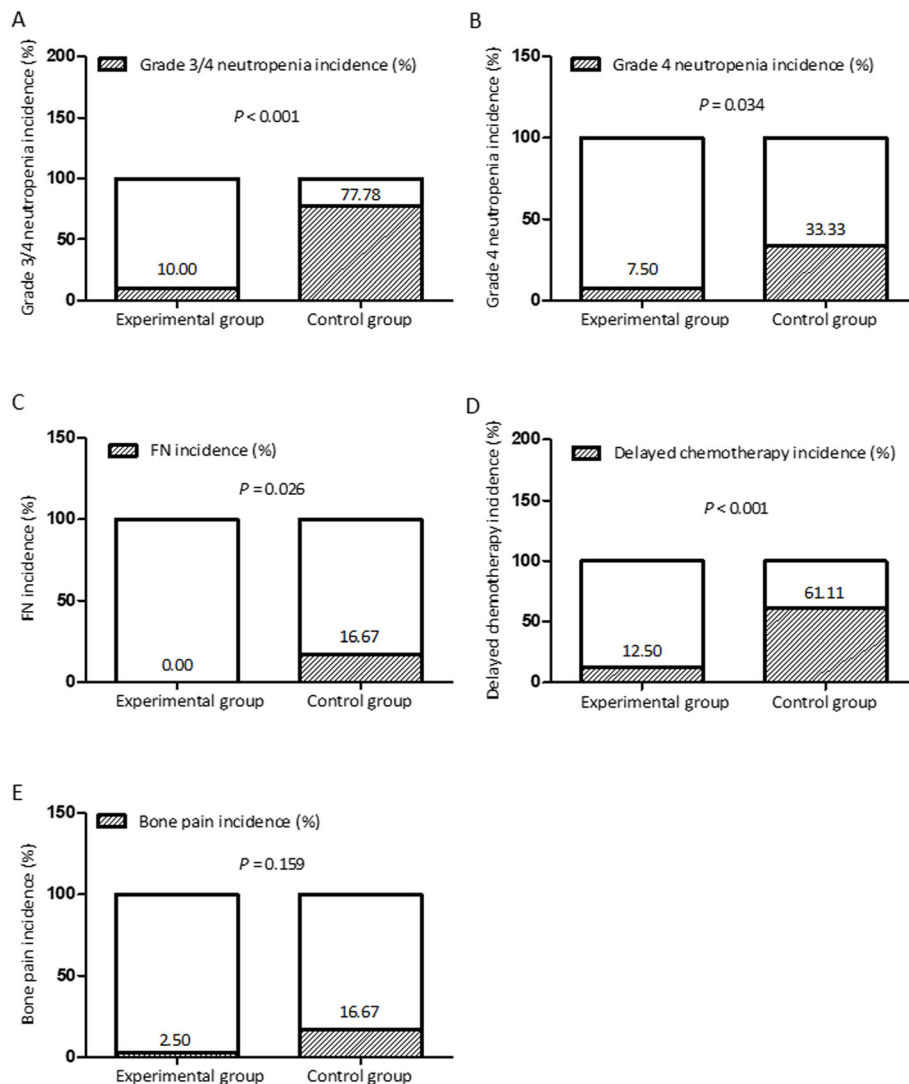 A
Grade 3/4 neutropenia incidence (%)
200
150
100
50
0
Grade 3/4 neutropenia incidence (%)
P < 0.001
10.00
77.78
Experimental group
Control group
B
Grade 4 neutropenia incidence (%)
150
100
50
0
Grade 4 neutropenia incidence (%)
P = 0.034
7.50
33.33
Experimental group
Control group
C
FN incidence (%)
150
100
50
0
FN incidence (%)
P = 0.026
0.00
16.67
Experimental group
Control group
D
Delayed chemotherapy incidence (%)
200
150
100
50
0
Delayed chemotherapy incidence (%)
P < 0.001
12.50
61.11
Experimental group
Control group
E
Bone pain incidence (%)
150
100
50
0
Bone pain incidence (%)
P = 0.159
2.50
16.67
Experimental group
Control group